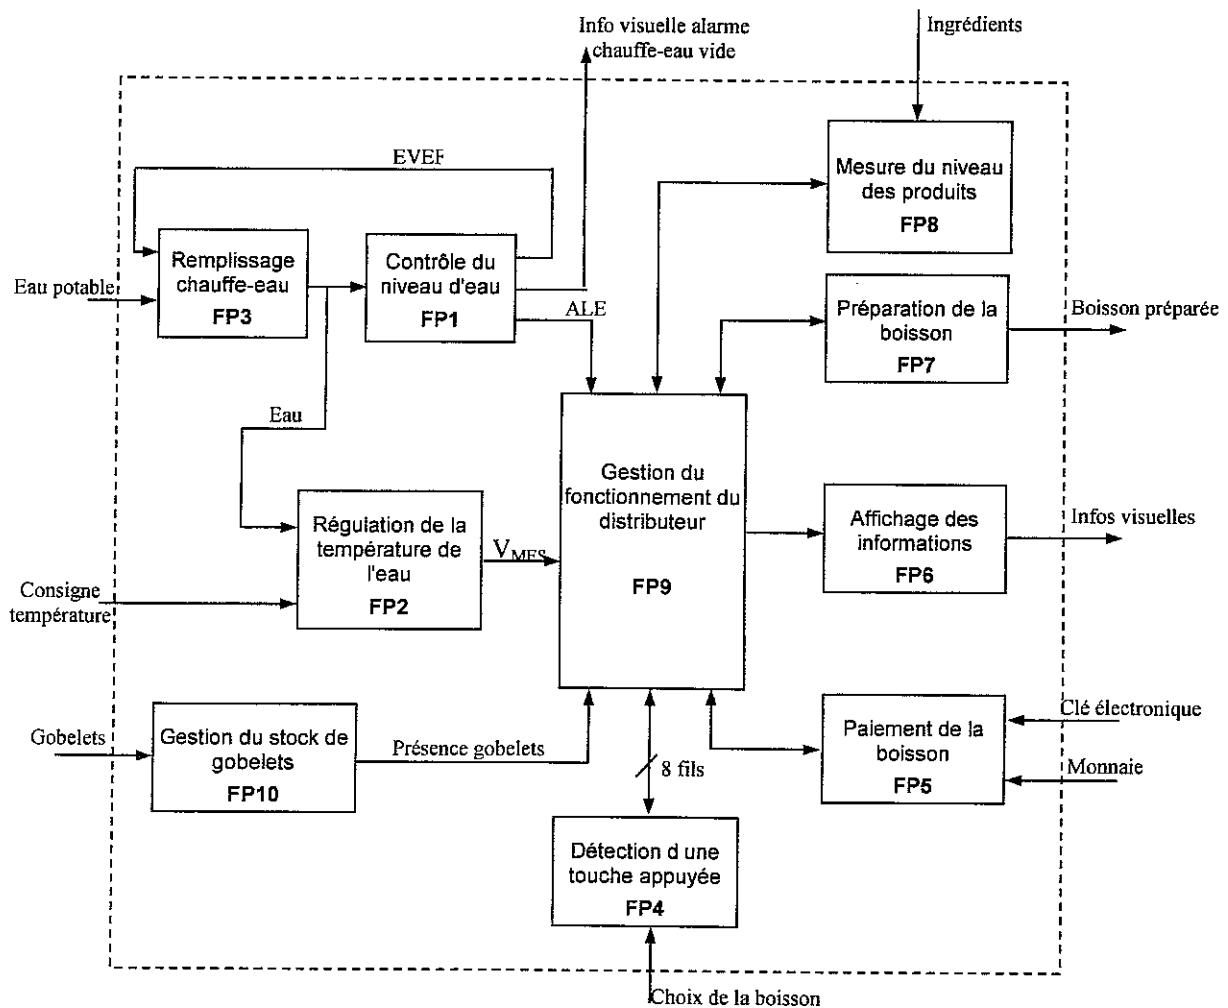 Info visuelle alarme
chauffe-eau vide
Ingrédients
EVEF
Mesure du niveau
des produits
FP8
Remplissage
chauffe-eau
FP3
Contrôle du
niveau d'eau
FP1
Eau potable
ALE
Préparation de la
boisson
FP7
Boisson préparée
Eau
Gestion du
fonctionnement du
distributeur
FP9
Régulation de la
température de
l'eau
FP2
VMES
Affichage des
informations
FP6
Infos visuelles
Consigne
température
Gobelets
Gestion du stock de
gobelets
FP10
Présence gobelets
8 fils
Paiement de la
boisson
FP5
Clé électronique
Monnaie
Détection d une
touche appuyée
FP4
Choix de la boisson